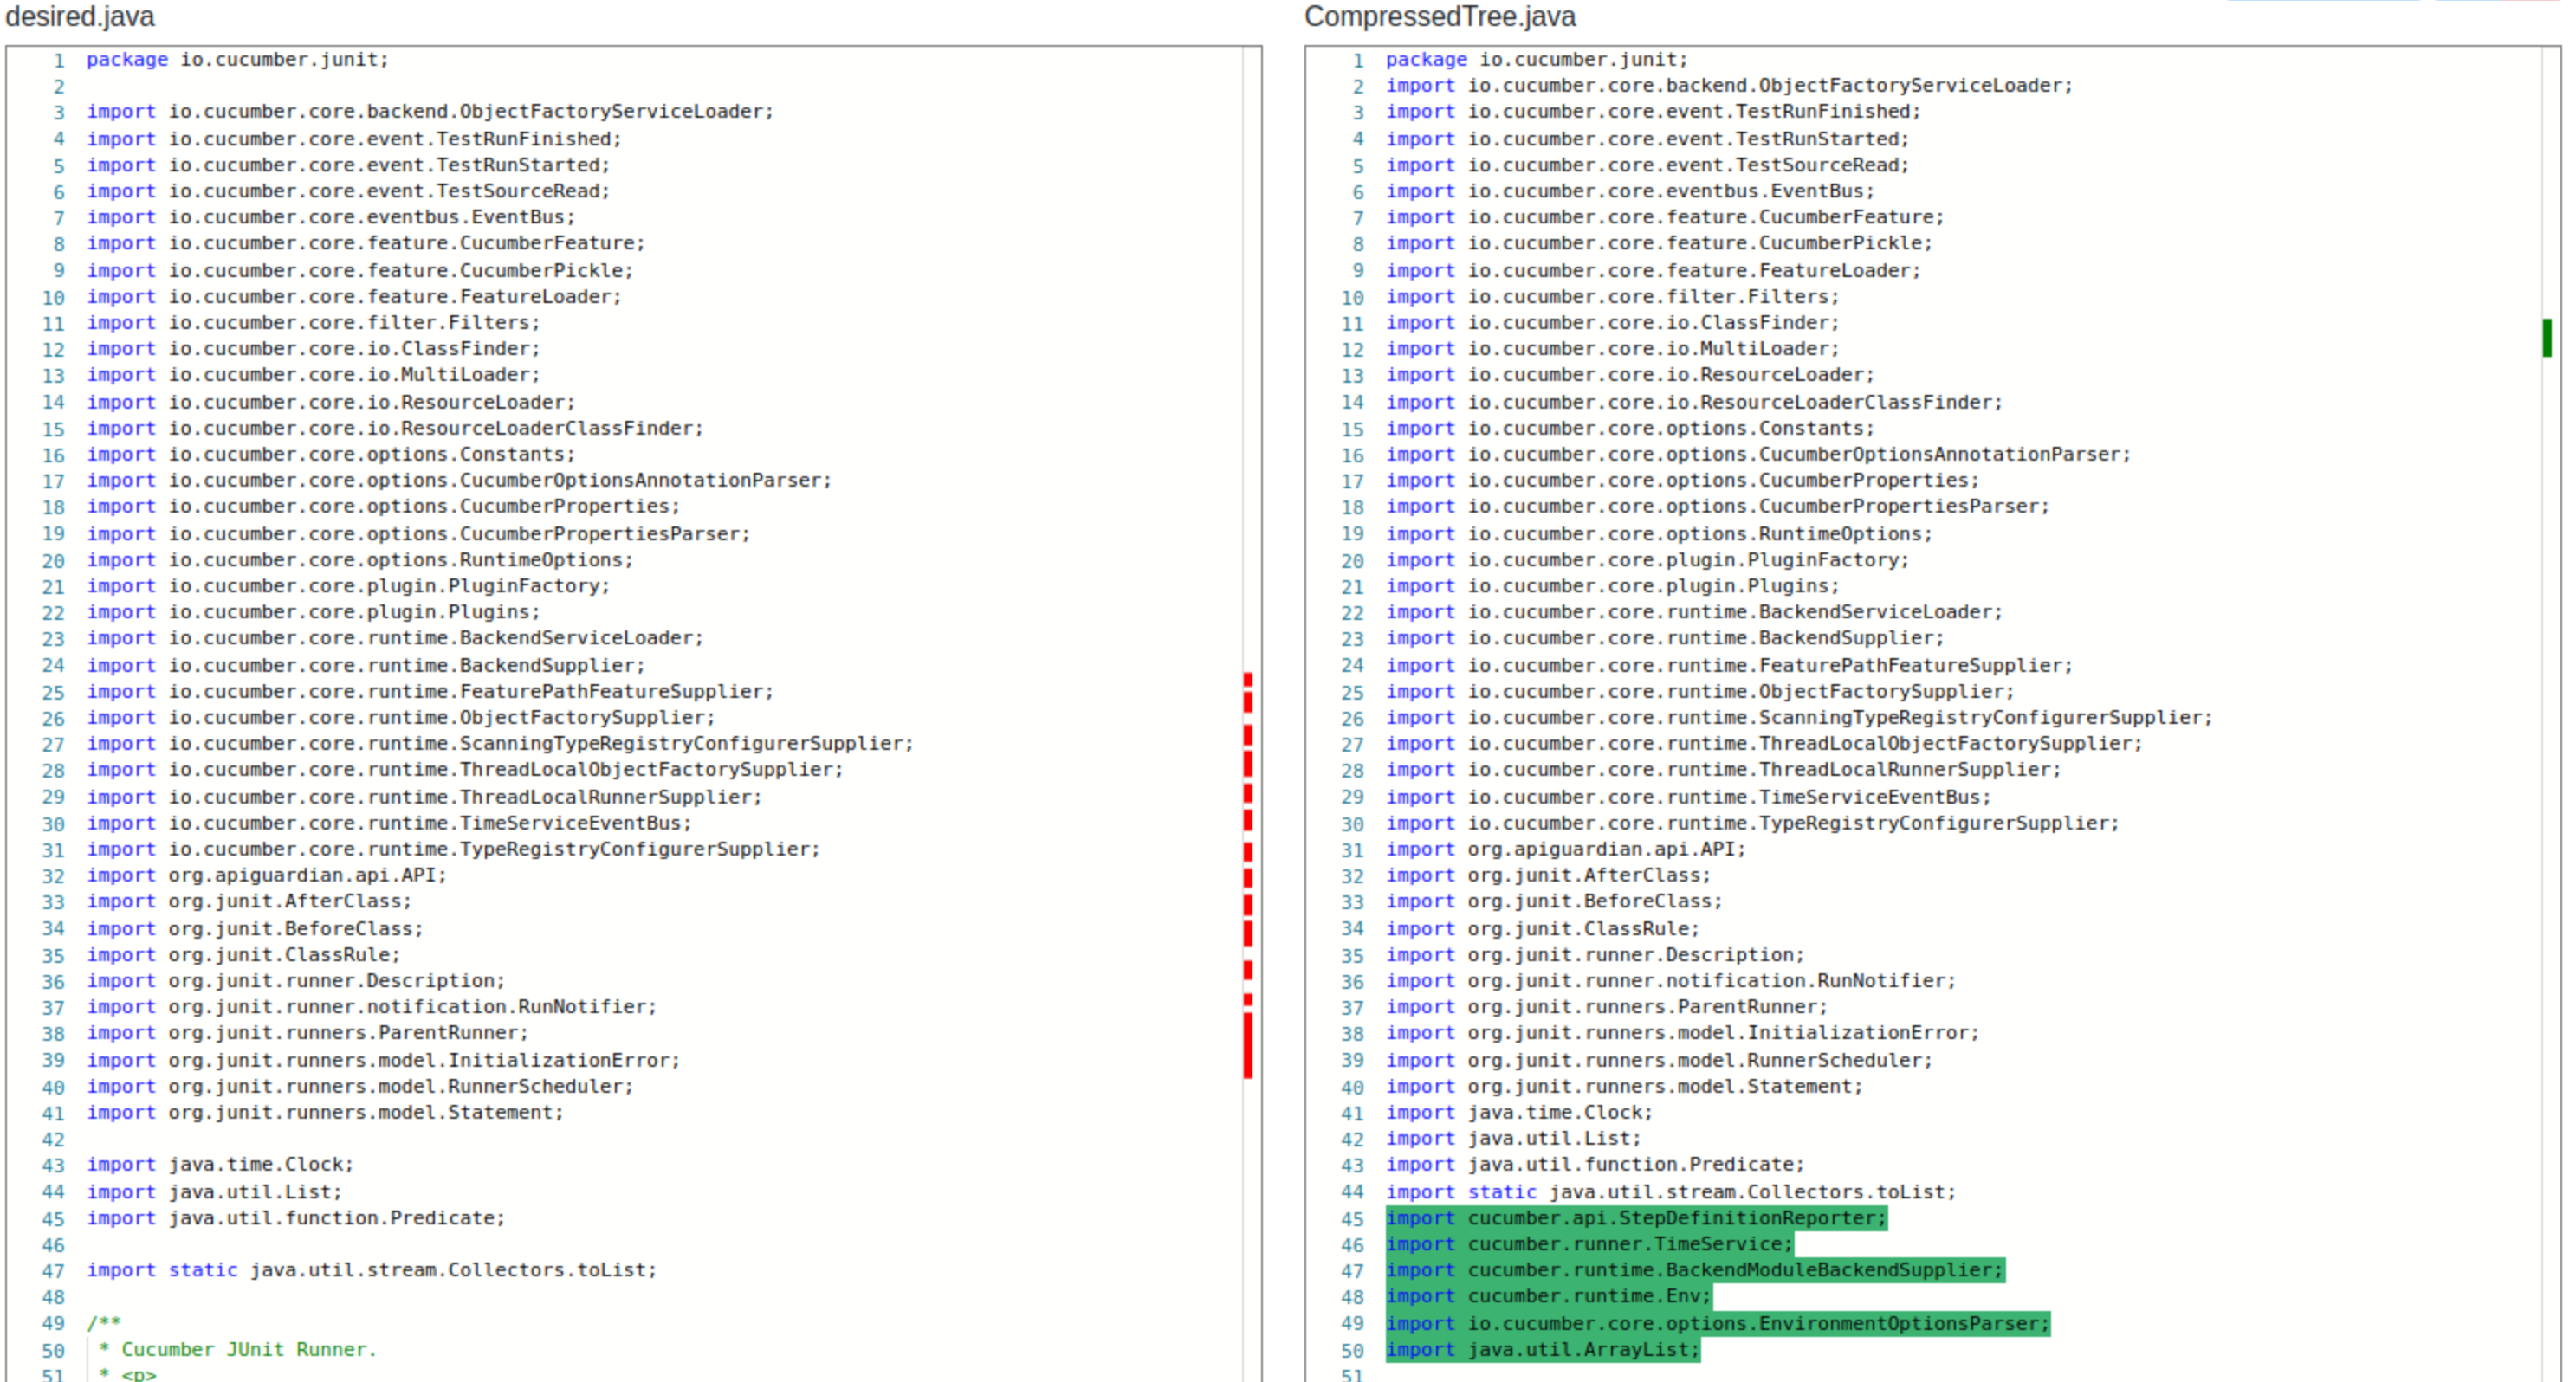 desired.java
1 package io.cucumber.junit;
2
3 import io.cucumber.core.backend.ObjectFactoryServiceLoader;
4 import io.cucumber.core.event.TestRunFinished;
5 import io.cucumber.core.event.TestRunStarted;
6 import io.cucumber.core.event.TestSourceRead;
7 import io.cucumber.core.eventbus.EventBus;
8 import io.cucumber.core.feature.CucumberFeature;
9 import io.cucumber.core.feature.CucumberPickle;
10 import io.cucumber.core.feature.FeatureLoader;
11 import io.cucumber.core.filter.Filters;
12 import io.cucumber.core.io.ClassFinder;
13 import io.cucumber.core.io.MultiLoader;
14 import io.cucumber.core.io.ResourceLoader;
15 import io.cucumber.core.io.ResourceLoaderClassFinder;
16 import io.cucumber.core.options.Constants;
17 import io.cucumber.core.options.CucumberOptionsAnnotationParser;
18 import io.cucumber.core.options.CucumberProperties;
19 import io.cucumber.core.options.CucumberPropertiesParser;
20 import io.cucumber.core.options.RuntimeOptions;
21 import io.cucumber.core.plugin.PluginFactory;
22 import io.cucumber.core.plugin.Plugins;
23 import io.cucumber.core.runtime.BackendServiceLoader;
24 import io.cucumber.core.runtime.BackendSupplier;
25 import io.cucumber.core.runtime.FeaturePathFeatureSupplier;
26 import io.cucumber.core.runtime.ObjectFactorySupplier;
27 import io.cucumber.core.runtime.ScanningTypeRegistryConfigurerSupplier;
28 import io.cucumber.core.runtime.ThreadLocalObjectFactorySupplier;
29 import io.cucumber.core.runtime.ThreadLocalRunnerSupplier;
30 import io.cucumber.core.runtime.TimeServiceEventBus;
31 import io.cucumber.core.runtime.TypeRegistryConfigurerSupplier;
32 import org.apiguardian.api.API;
33 import org.junit.AfterClass;
34 import org.junit.BeforeClass;
35 import org.junit.ClassRule;
36 import org.junit.runner.Description;
37 import org.junit.runner.notification.RunNotifier;
38 import org.junit.runners.ParentRunner;
39 import org.junit.runners.model.InitializationError;
40 import org.junit.runners.model.RunnerScheduler;
41 import org.junit.runners.model.Statement;
42
43 import java.time.Clock;
44 import java.util.List;
45 import java.util.function.Predicate;
46
47 import static java.util.stream.Collectors.toList;
48
49 /**
50 * Cucumber JUnit Runner.
51 * <p>
CompressedTree.java
1 package io.cucumber.junit;
2 import io.cucumber.core.backend.ObjectFactoryServiceLoader;
3 import io.cucumber.core.event.TestRunFinished;
4 import io.cucumber.core.event.TestRunStarted;
5 import io.cucumber.core.event.TestSourceRead;
6 import io.cucumber.core.eventbus.EventBus;
7 import io.cucumber.core.feature.CucumberFeature;
8 import io.cucumber.core.feature.CucumberPickle;
9 import io.cucumber.core.feature.FeatureLoader;
10 import io.cucumber.core.filter.Filters;
11 import io.cucumber.core.io.ClassFinder;
12 import io.cucumber.core.io.MultiLoader;
13 import io.cucumber.core.io.ResourceLoader;
14 import io.cucumber.core.io.ResourceLoaderClassFinder;
15 import io.cucumber.core.options.Constants;
16 import io.cucumber.core.options.CucumberOptionsAnnotationParser;
17 import io.cucumber.core.options.CucumberProperties;
18 import io.cucumber.core.options.CucumberPropertiesParser;
19 import io.cucumber.core.options.RuntimeOptions;
20 import io.cucumber.core.plugin.PluginFactory;
21 import io.cucumber.core.plugin.Plugins;
22 import io.cucumber.core.runtime.BackendServiceLoader;
23 import io.cucumber.core.runtime.BackendSupplier;
24 import io.cucumber.core.runtime.FeaturePathFeatureSupplier;
25 import io.cucumber.core.runtime.ObjectFactorySupplier;
26 import io.cucumber.core.runtime.ScanningTypeRegistryConfigurerSupplier;
27 import io.cucumber.core.runtime.ThreadLocalObjectFactorySupplier;
28 import io.cucumber.core.runtime.ThreadLocalRunnerSupplier;
29 import io.cucumber.core.runtime.TimeServiceEventBus;
30 import io.cucumber.core.runtime.TypeRegistryConfigurerSupplier;
31 import org.apiguardian.api.API;
32 import org.junit.AfterClass;
33 import org.junit.BeforeClass;
34 import org.junit.ClassRule;
35 import org.junit.runner.Description;
36 import org.junit.runner.notification.RunNotifier;
37 import org.junit.runners.ParentRunner;
38 import org.junit.runners.model.InitializationError;
39 import org.junit.runners.model.RunnerScheduler;
40 import org.junit.runners.model.Statement;
41 import java.time.Clock;
42 import java.util.List;
43 import java.util.function.Predicate;
44 import static java.util.stream.Collectors.toList;
45 import cucumber.api.StepDefinitionReporter;
46 import cucumber.runner.TimeService;
47 import cucumber.runtime.BackendModuleBackendSupplier;
48 import cucumber.runtime.Env;
49 import io.cucumber.core.options.EnvironmentOptionsParser;
50 import java.util.ArrayList;
51